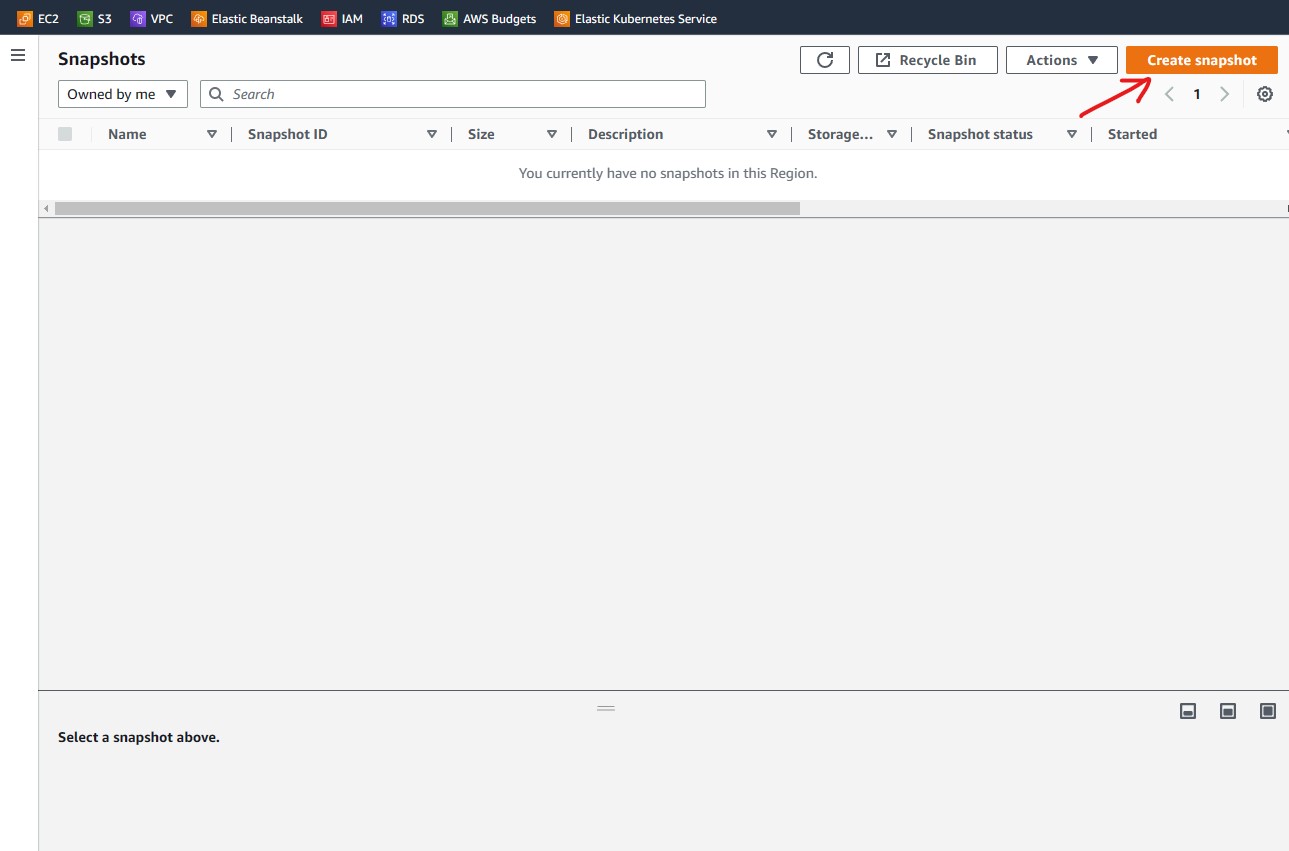 EC2 S3 VPC Elastic Beanstalk IAM RDS AWS Budgets Elastic Kubernetes Service
Snapshots Recycle Bin Actions Create snapshot
Owned by me Search 1
Name Snapshot ID Size Description Storage... Snapshot status Started
You currently have no snapshots in this Region.
Select a snapshot above.